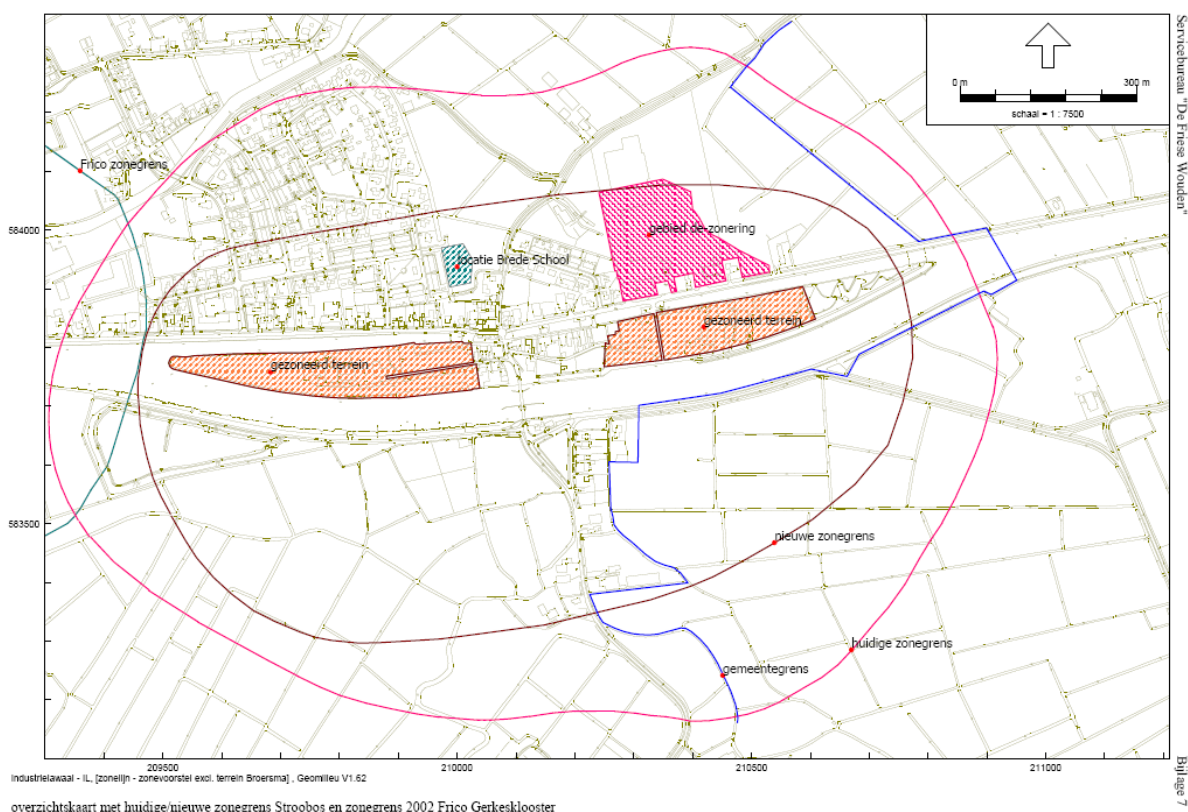 Servicebureau "De Friese Wouden"
0 m 300 m
schaal = 1 : 7500
Frico zonegrens
584000
gebied de-zonering
locatie Brede School
gezoneerd terrein
gezoneerd terrein
583500
nieuwe zonegrens
huidige zonegrens
gemeentegrens
209500 210000 210500 211000
Industrielawaai - IL, [zonelijn - zonevoorstel excl. terrein Broersma] , Geomilieu V1.62
Bijlage 7
overzichtskaart met huidige/nieuwe zonegrens Stroobos en zonegrens 2002 Frico Gerkesklooster